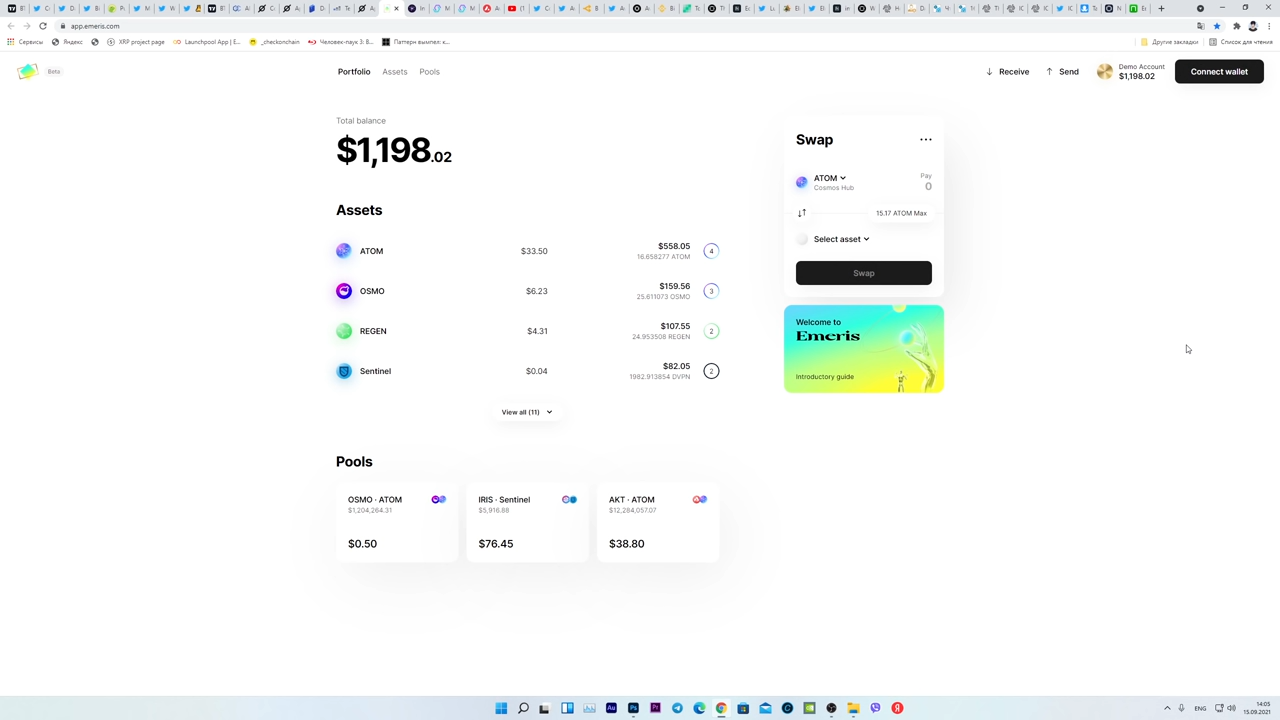 app.emeris.com
Сервисы
Яндекс
XRP project page
Launchpool App | E...
_checkonchain
Человек-паук 3: В...
Паттерн вымпел: к...
Другие закладки
Список для чтения
Beta
Portfolio
Assets
Pools
Receive
Send
Demo Account
$1,198.02
Connect wallet
Total balance
$1,198.02
Assets
ATOM
$33.50
$558.05
16.658277 ATOM
4
OSMO
$6.23
$159.56
25.611073 OSMO
3
REGEN
$4.31
$107.55
24.953508 REGEN
2
Sentinel
$0.04
$82.05
1982.913854 DVPN
2
View all (11)
Pools
OSMO · ATOM
$1,204,264.31
$0.50
IRIS · Sentinel
$5,916.88
$76.45
AKT · ATOM
$12,284,057.07
$38.80
Swap
ATOM
Cosmos Hub
Pay
0
15.17 ATOM Max
Select asset
Swap
Welcome to
Emeris
Introductory guide
ENG
14:05
15.09.2021